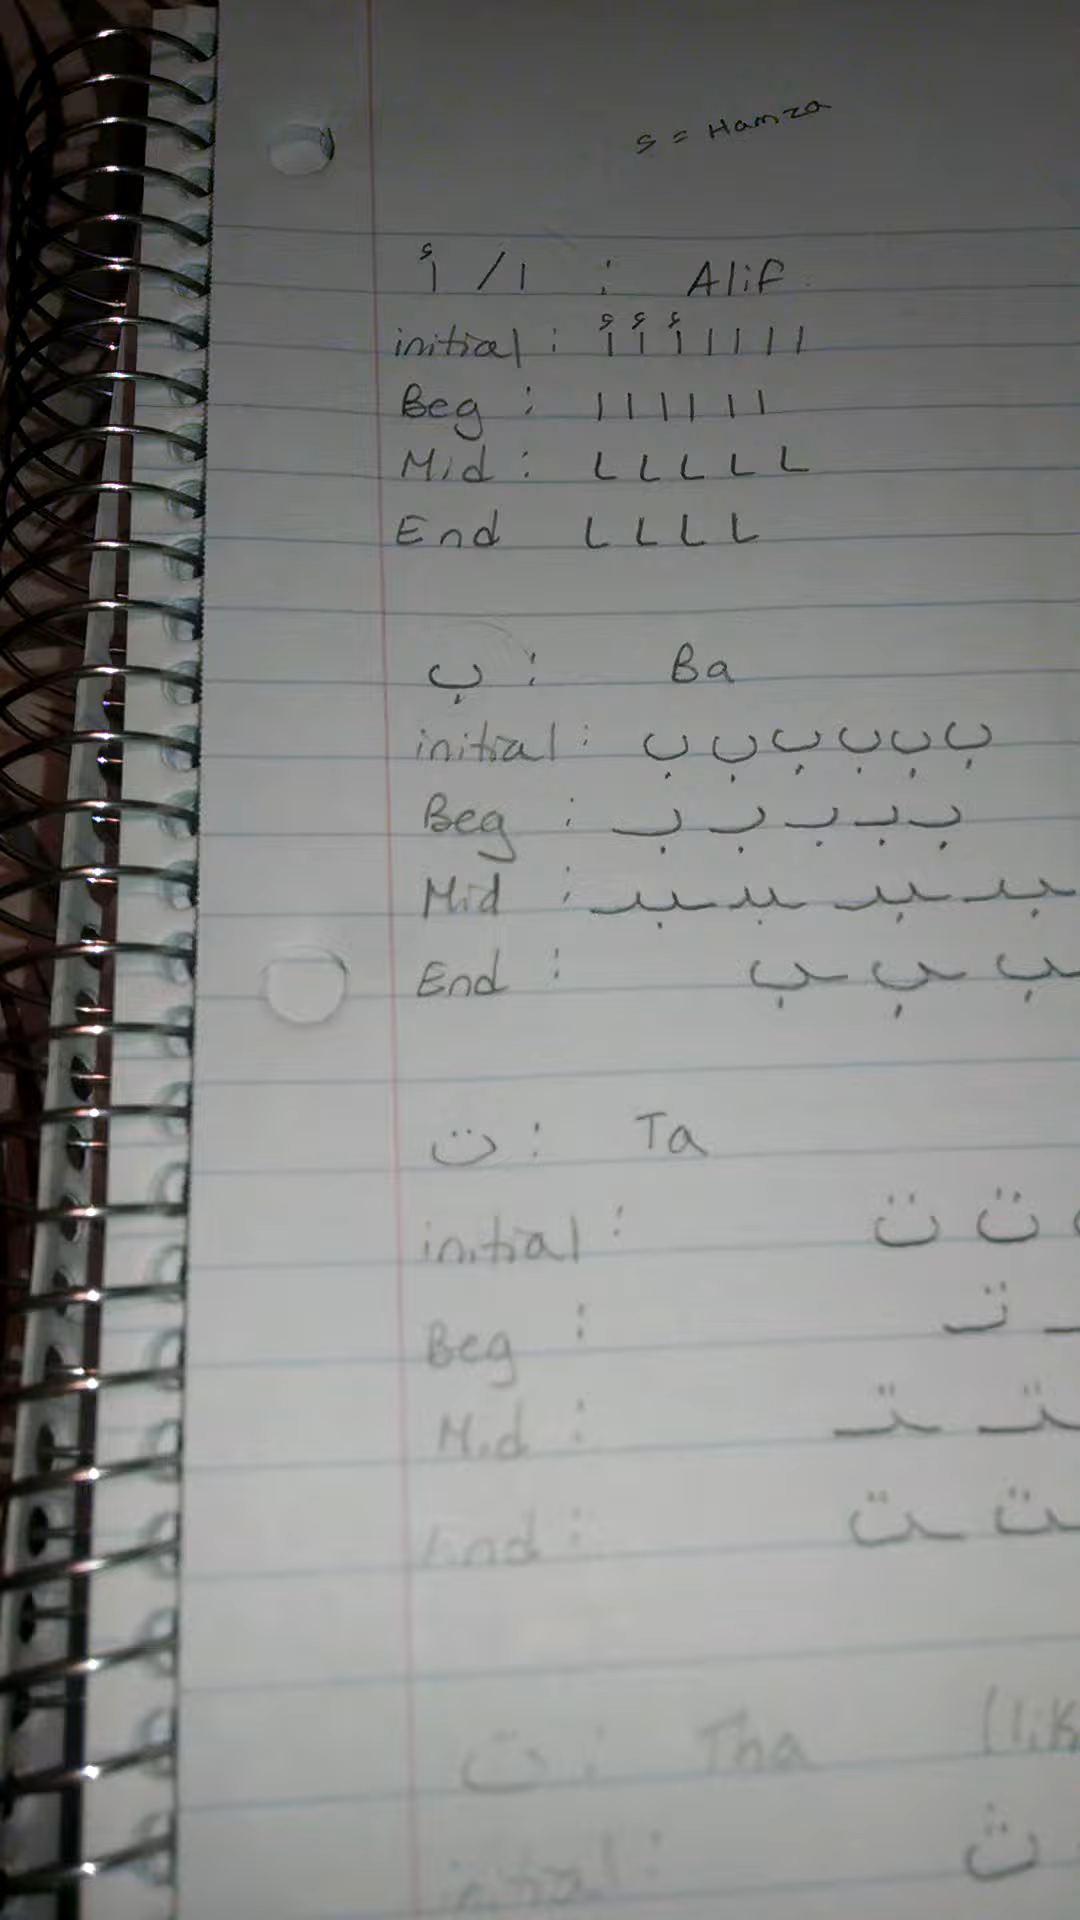 ء = Hamza
أ / ا : Alif
initial : أ أ أ ا ا ا ا
Beg : ا ا ا ا ا ا
Mid : ـا ـا ـا ـا ـا
End ـا ـا ـا ـا
ب : Ba
initial : ب ب ب ب ب ب
Beg : بـ بـ بـ بـ بـ
Mid : ـبـ ـبـ ـبـ ـبـ
End : ـب ـب ـب
ت : Ta
initial : ت ت
Beg : تـ
Mid : ـتـ ـتـ
End : ـت ـت
ث : Tha
initial : ث